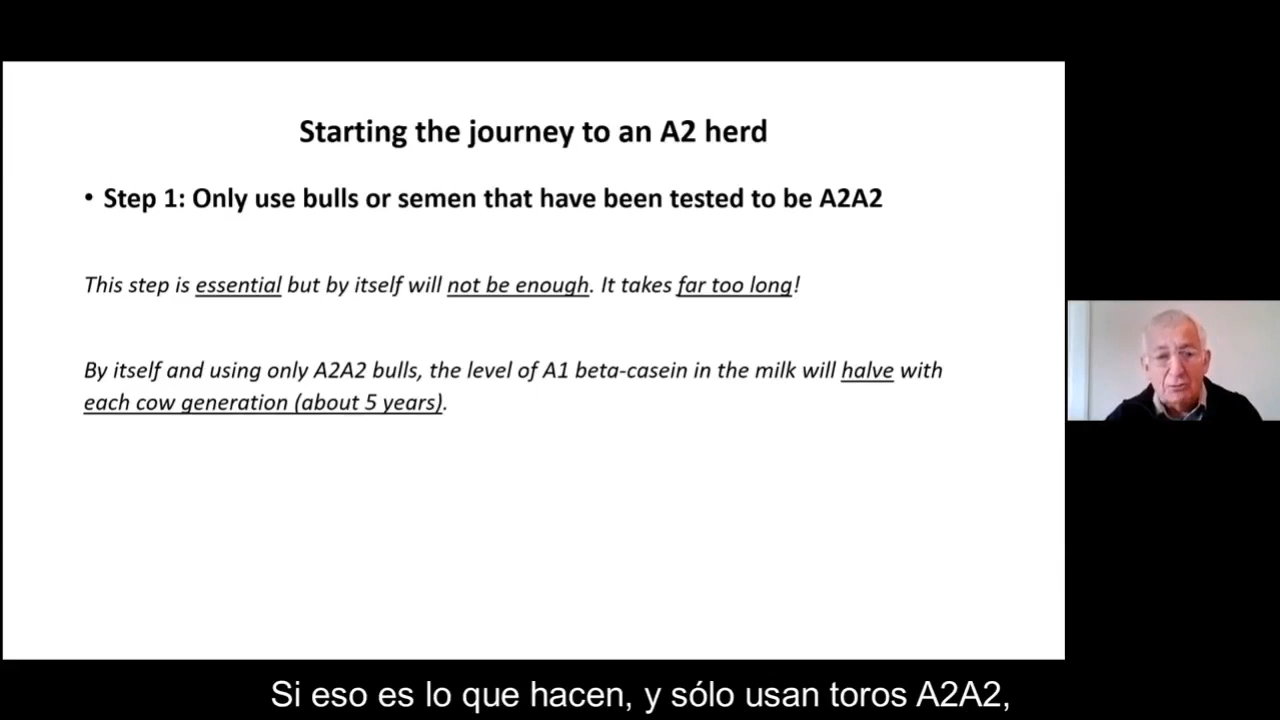 Starting the journey to an A2 herd
• Step 1: Only use bulls or semen that have been tested to be A2A2
This step is essential but by itself will not be enough. It takes far too long!
By itself and using only A2A2 bulls, the level of A1 beta-casein in the milk will halve with
each cow generation (about 5 years).
Si eso es lo que hacen, y sólo usan toros A2A2,